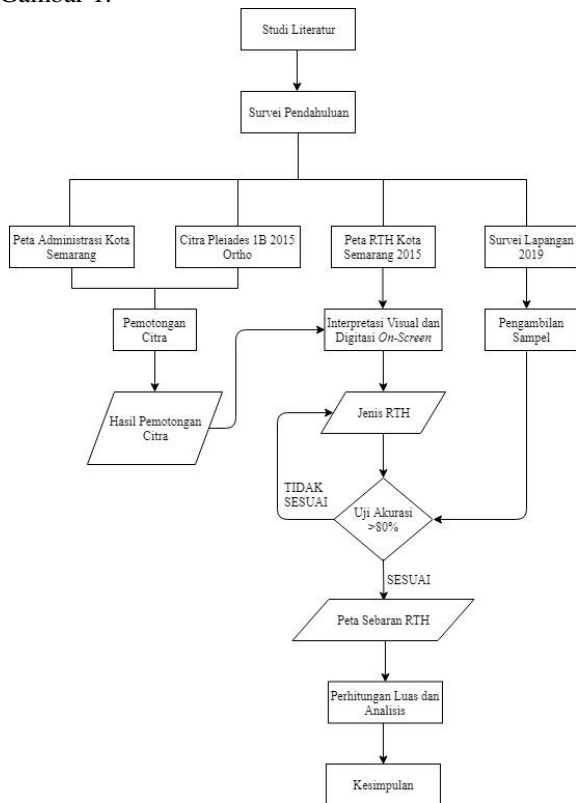 Gambar 1.
Studi Literatur
Survei Pendahuluan
Peta Administrasi Kota
Semarang
Citra Pleiades 1B 2015
Ortho
Peta RTH Kota
Semarang 2015
Survei Lapangan
2019
Pemotongan
Citra
Interpretasi Visual dan
Digitasi On-Screen
Pengambilan
Sampel
Hasil Pemotongan
Citra
Jenis RTH
TIDAK
SESUAI
Uji Akurasi
>80%
SESUAI
Peta Sebaran RTH
Perhitungan Luas dan
Analisis
Kesimpulan